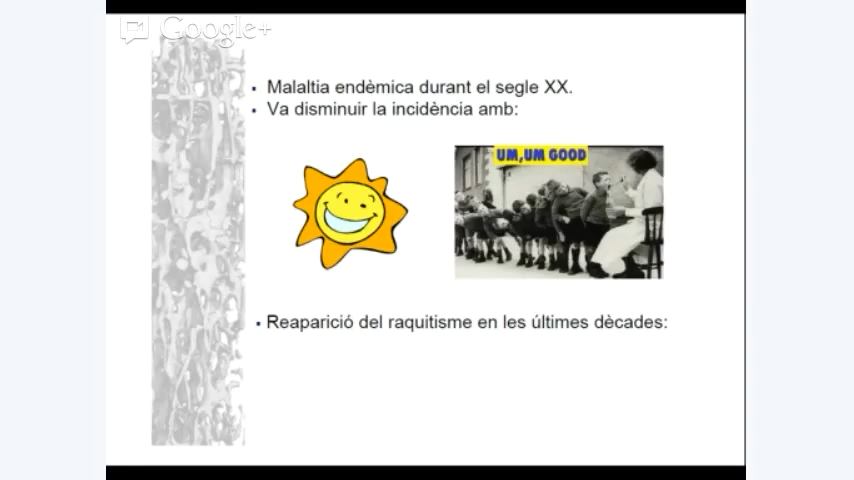 Google+
Malaltia endèmica durant el segle XX.
Va disminuir la incidència amb:
UM,UM GOOD
Reaparició del raquitisme en les últimes dècades: